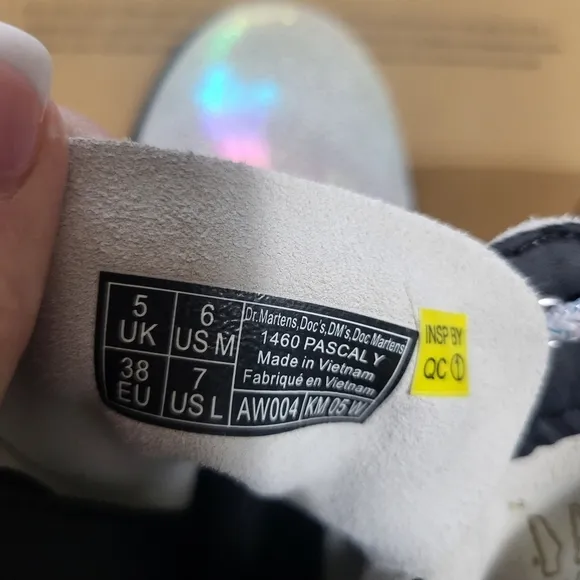 5
UK
6
US M
38
EU
7
US L
Dr.Martens,Doc's,DM's,Doc Martens
1460 PASCAL Y
Made in Vietnam
Fabriqué en Vietnam
AW004 KM 05 W
INSP BY
QC ①